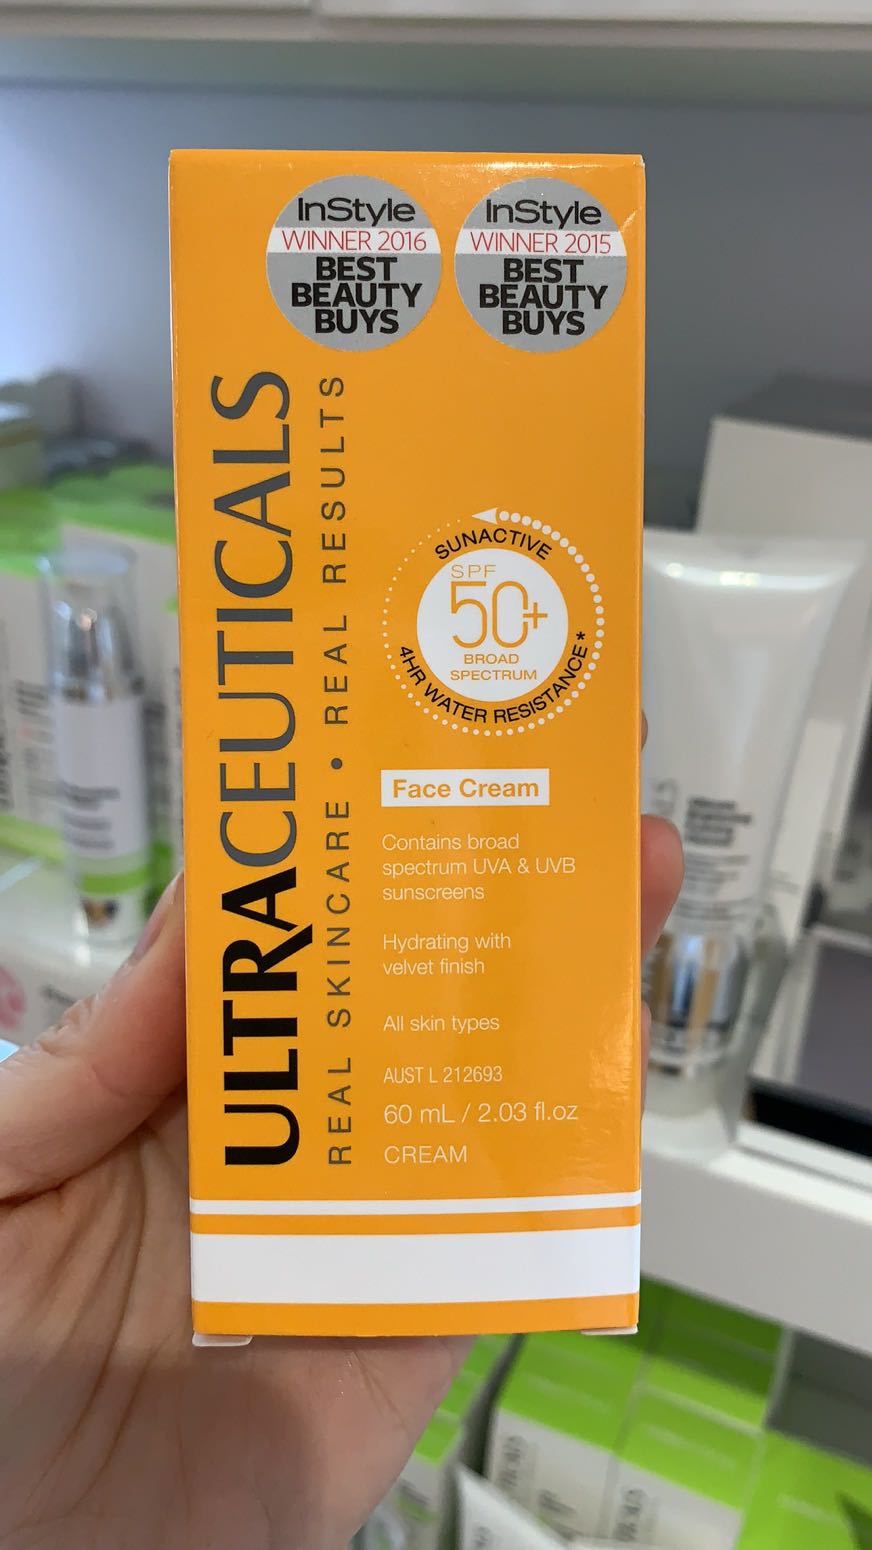 InStyle
WINNER 2016
BEST
BEAUTY
BUYS
InStyle
WINNER 2015
BEST
BEAUTY
BUYS
ULTRACEUTICALS
REAL SKINCARE • REAL RESULTS
SUNACTIVE
SPF
50+
BROAD
SPECTRUM
4HR WATER RESISTANCE*
Face Cream
Contains broad
spectrum UVA & UVB
sunscreens
Hydrating with
velvet finish
All skin types
AUST L 212693
60 mL / 2.03 fl.oz
CREAM